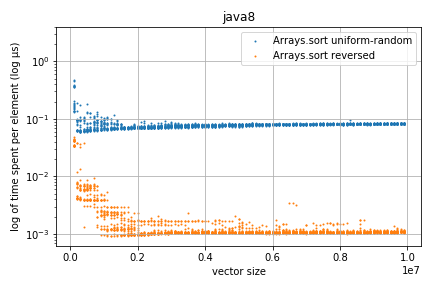 java8
Arrays.sort uniform-random
Arrays.sort reversed
log of time spent per element (log µs)
10⁰
10⁻¹
10⁻²
10⁻³
0.0 0.2 0.4 0.6 0.8 1.0
1e7
vector size